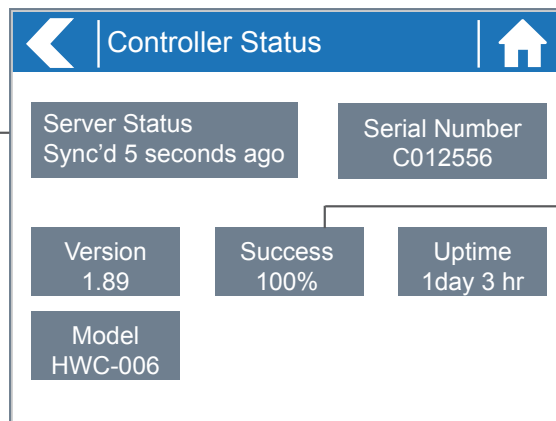 Controller Status
Server Status
Sync’d 5 seconds ago
Serial Number
C012556
Version
1.89
Success
100%
Uptime
1day 3 hr
Model
HWC-006